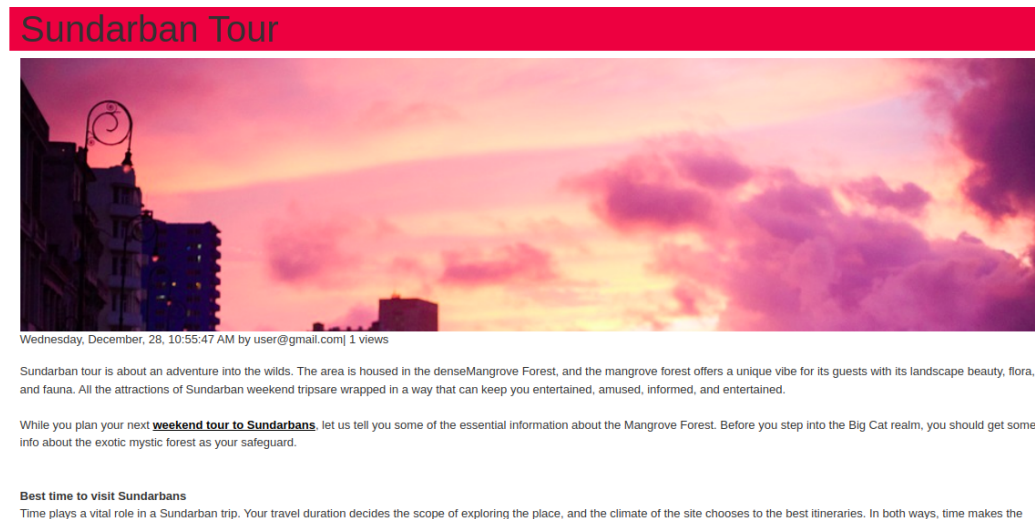 Sundarban Tour
Wednesday, December, 28, 10:55:47 AM by user@gmail.com| 1 views
Sundarban tour is about an adventure into the wilds. The area is housed in the denseMangrove Forest, and the mangrove forest offers a unique vibe for its guests with its landscape beauty, flora,
and fauna. All the attractions of Sundarban weekend tripsare wrapped in a way that can keep you entertained, amused, informed, and entertained.
While you plan your next weekend tour to Sundarbans, let us tell you some of the essential information about the Mangrove Forest. Before you step into the Big Cat realm, you should get some
info about the exotic mystic forest as your safeguard.
Best time to visit Sundarbans
Time plays a vital role in a Sundarban trip. Your travel duration decides the scope of exploring the place, and the climate of the site chooses to the best itineraries. In both ways, time makes the